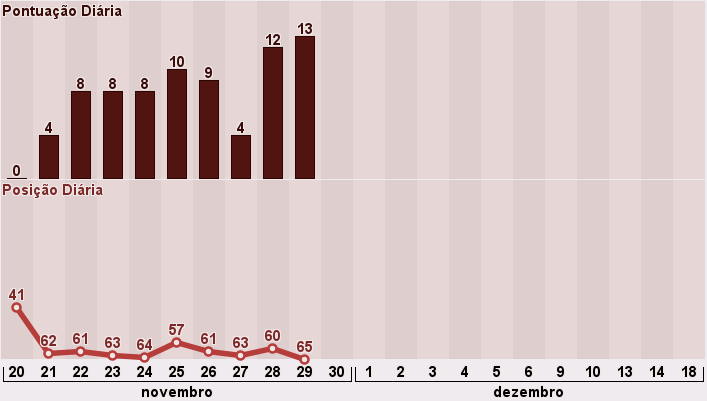 Pontuação Diária
0 4 8 8 8 10 9 4 12 13
Posição Diária
41 62 61 63 64 57 61 63 60 65
20 21 22 23 24 25 26 27 28 29 30 1 2 3 4 5 6 9 10 13 14 18
novembro dezembro